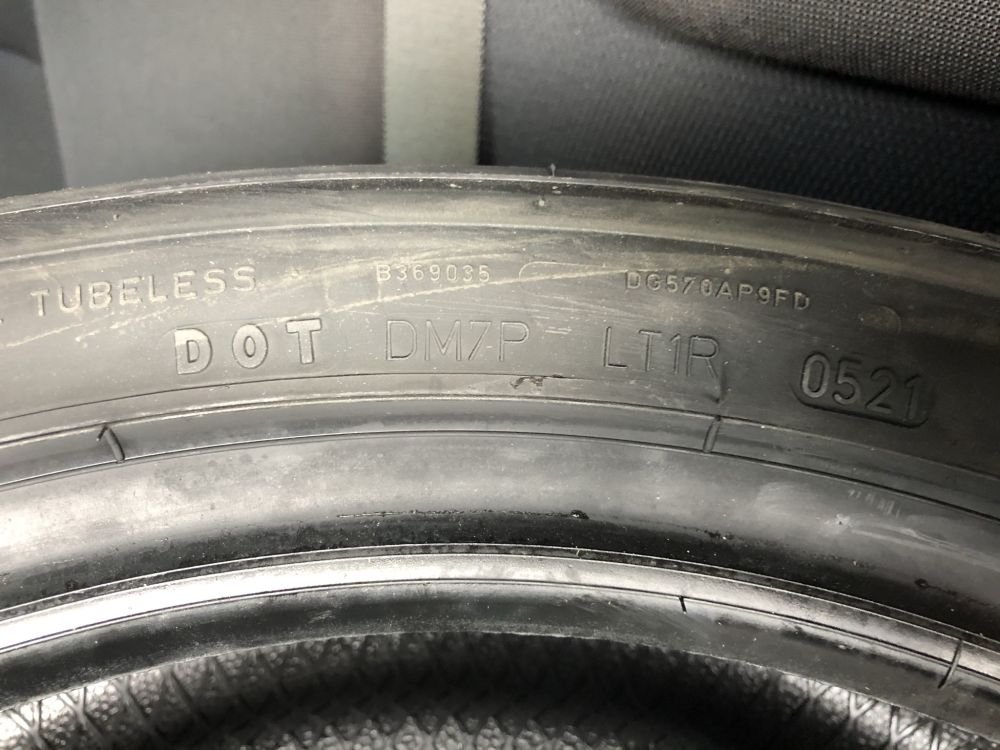 TUBELESS B369035 DG570AP9FD
DOT DM7P LT1R 0521